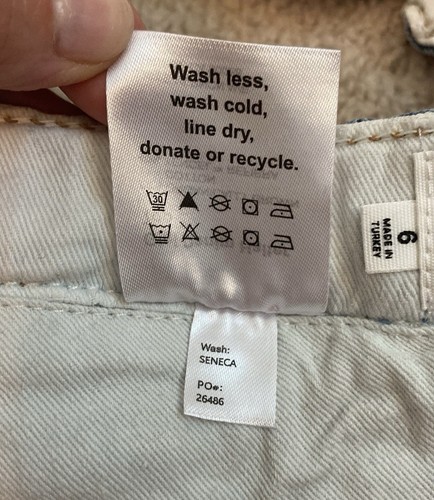 Wash less,
wash cold,
line dry,
donate or recycle.
30
6
MADE IN
TURKEY
Wash:
SENECA
PO#:
26486